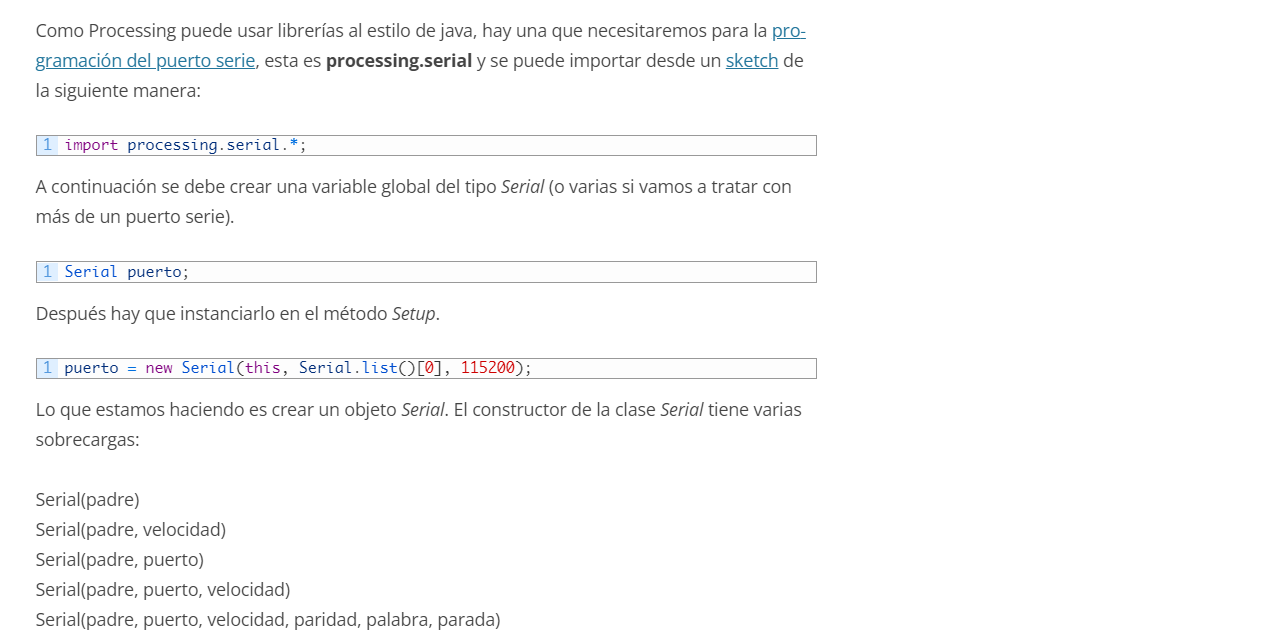 Como Processing puede usar librerías al estilo de java, hay una que necesitaremos para la pro-
gramación del puerto serie, esta es processing.serial y se puede importar desde un sketch de
la siguiente manera:
1 import processing.serial.*;
A continuación se debe crear una variable global del tipo Serial (o varias si vamos a tratar con
más de un puerto serie).
1 Serial puerto;
Después hay que instanciarlo en el método Setup.
1 puerto = new Serial(this, Serial.list()[0], 115200);
Lo que estamos haciendo es crear un objeto Serial. El constructor de la clase Serial tiene varias
sobrecargas:
Serial(padre)
Serial(padre, velocidad)
Serial(padre, puerto)
Serial(padre, puerto, velocidad)
Serial(padre, puerto, velocidad, paridad, palabra, parada)